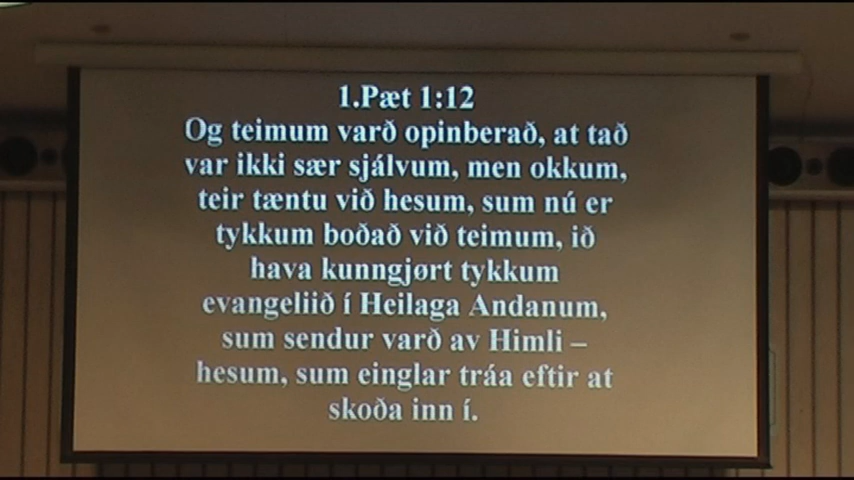 1.Pæt 1:12
Og teimum varð opinberað, at tað
var ikki sær sjálvum, men okkum,
teir tæntu við hesum, sum nú er
tykkum boðað við teimum, ið
hava kunngjørt tykkum
evangeliið í Heilaga Andanum,
sum sendur varð av Himli –
hesum, sum einglar tráa eftir at
skoða inn í.